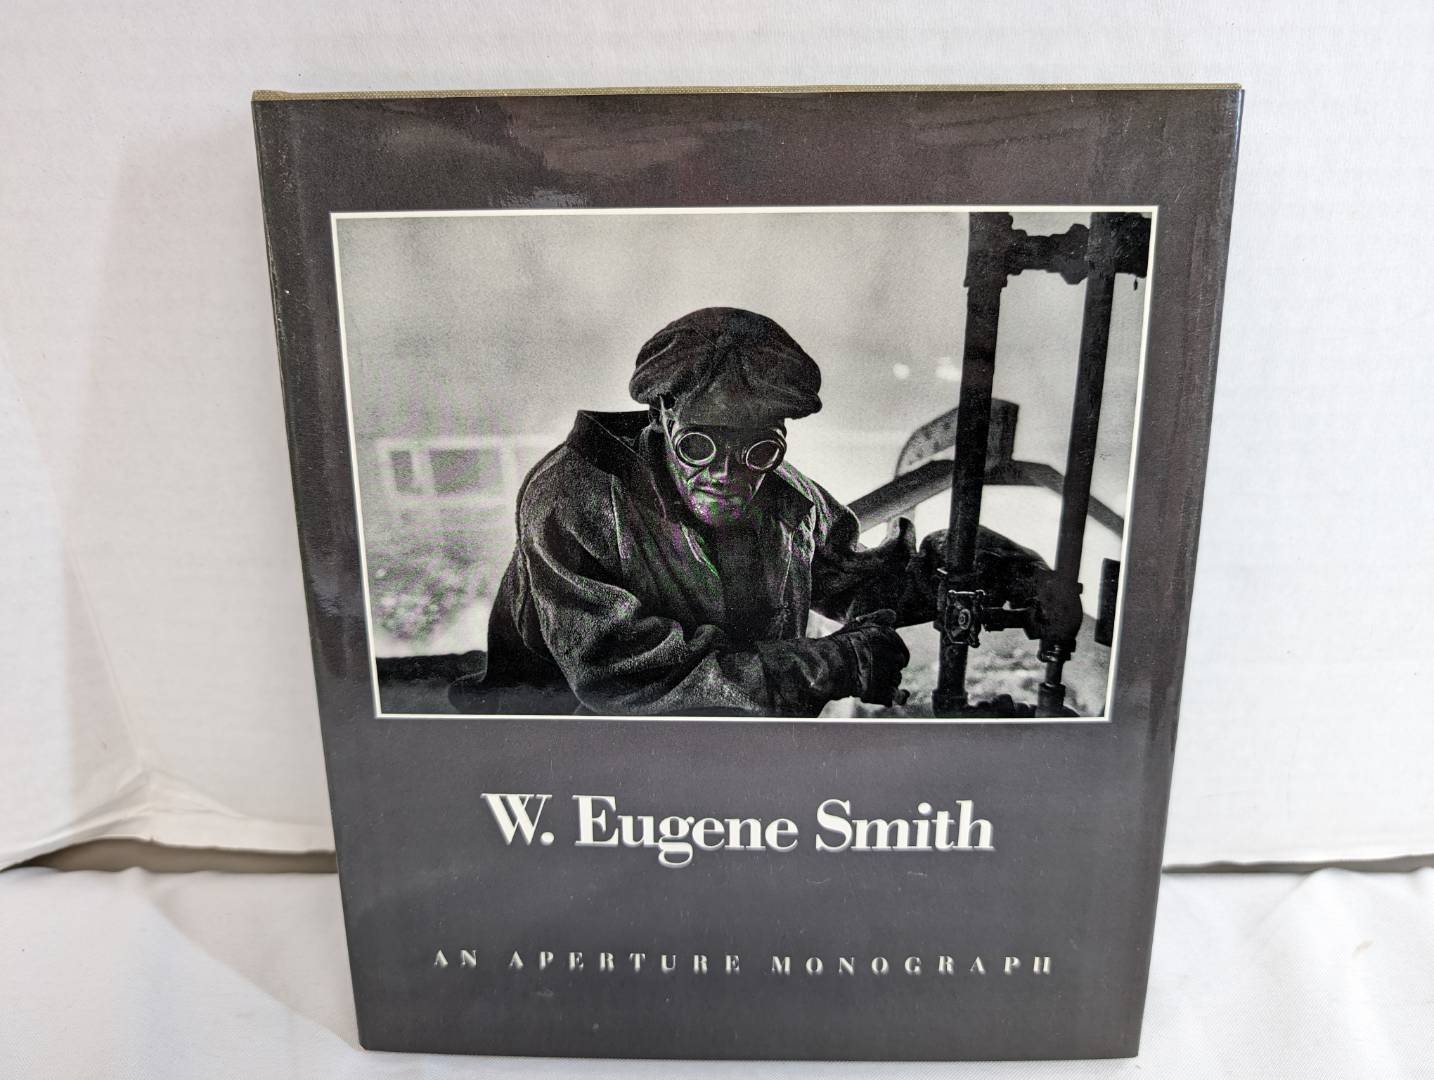 W. Eugene Smith
AN APERTURE MONOGRAPH